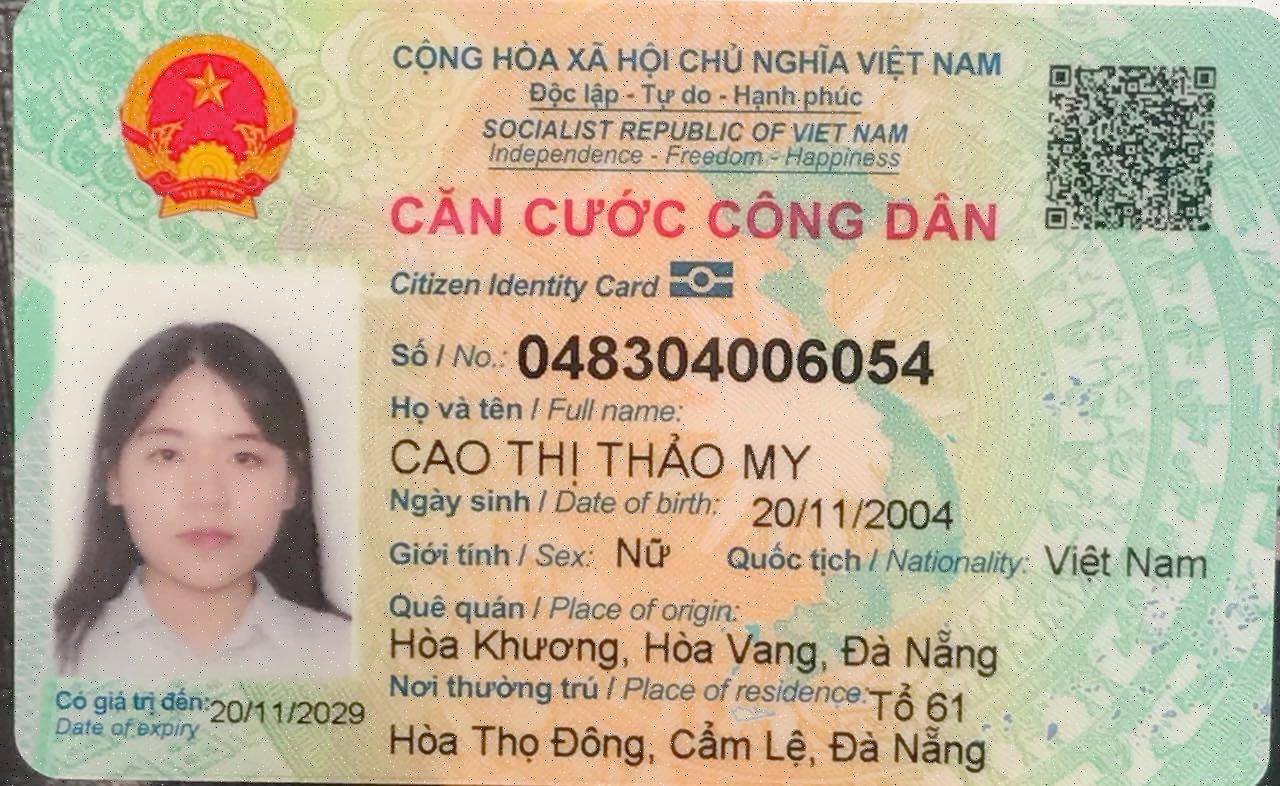 CỘNG HÒA XÃ HỘI CHỦ NGHĨA VIỆT NAM
Độc lập - Tự do - Hạnh phúc
SOCIALIST REPUBLIC OF VIET NAM
Independence - Freedom - Happiness
VIỆT NAM
CĂN CƯỚC CÔNG DÂN
Citizen Identity Card
Số / No.: 048304006054
Họ và tên / Full name:
CAO THỊ THẢO MY
Ngày sinh / Date of birth: 20/11/2004
Giới tính / Sex: Nữ Quốc tịch / Nationality: Việt Nam
Quê quán / Place of origin:
Hòa Khương, Hòa Vang, Đà Nẵng
Nơi thường trú / Place of residence: Tổ 61
Hòa Thọ Đông, Cẩm Lệ, Đà Nẵng
Có giá trị đến: 20/11/2029
Date of expiry